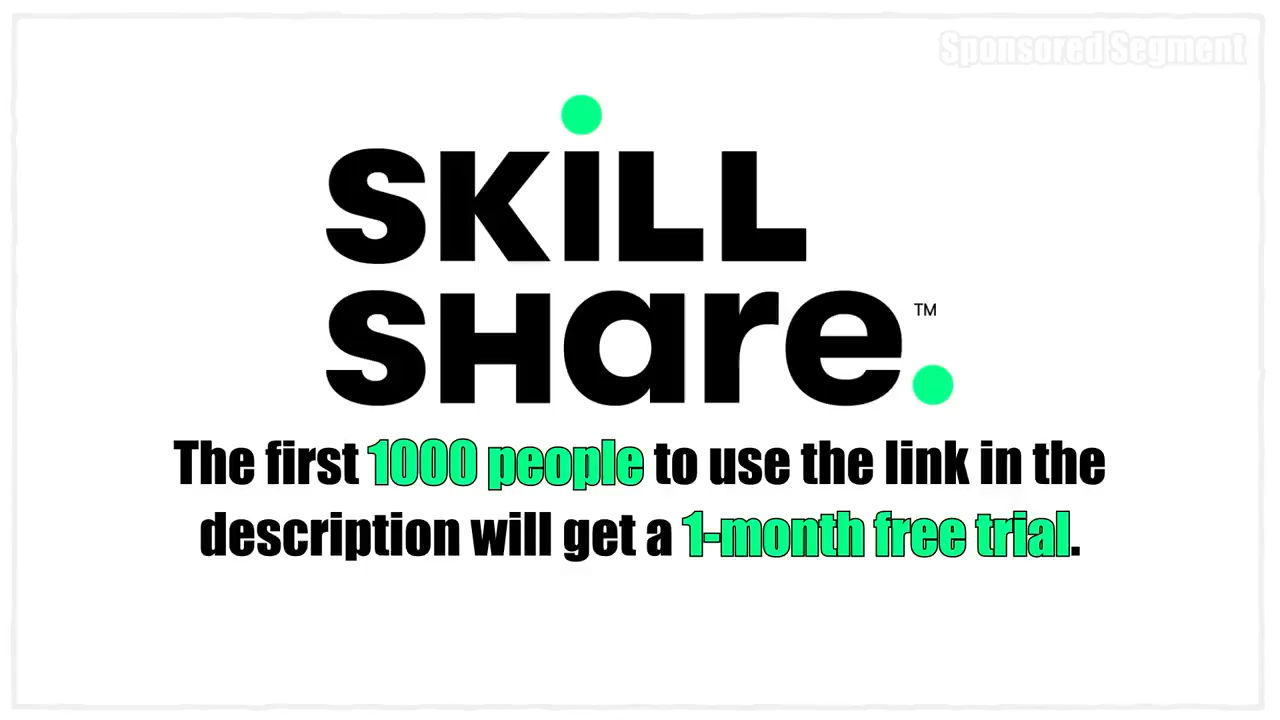 Sponsored Segment
SKiLL
SHare.™
The first 1000 people to use the link in the
description will get a 1-month free trial.